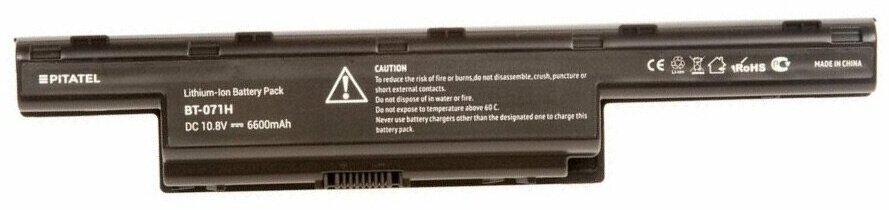 PITATEL
Lithium-Ion Battery Pack
BT-071H
DC 10.8V 6600mAh
CAUTION
To reduce the risk of fire or burns,do not disassemble, crush, puncture or
short external contacts.
Do not dispose of in water or fire.
Do not expose to temperature above 60 C.
Never use battery chargers other than the designated one to charge this
battery pack.
CE Li-ion RoHS
MADE IN CHINA